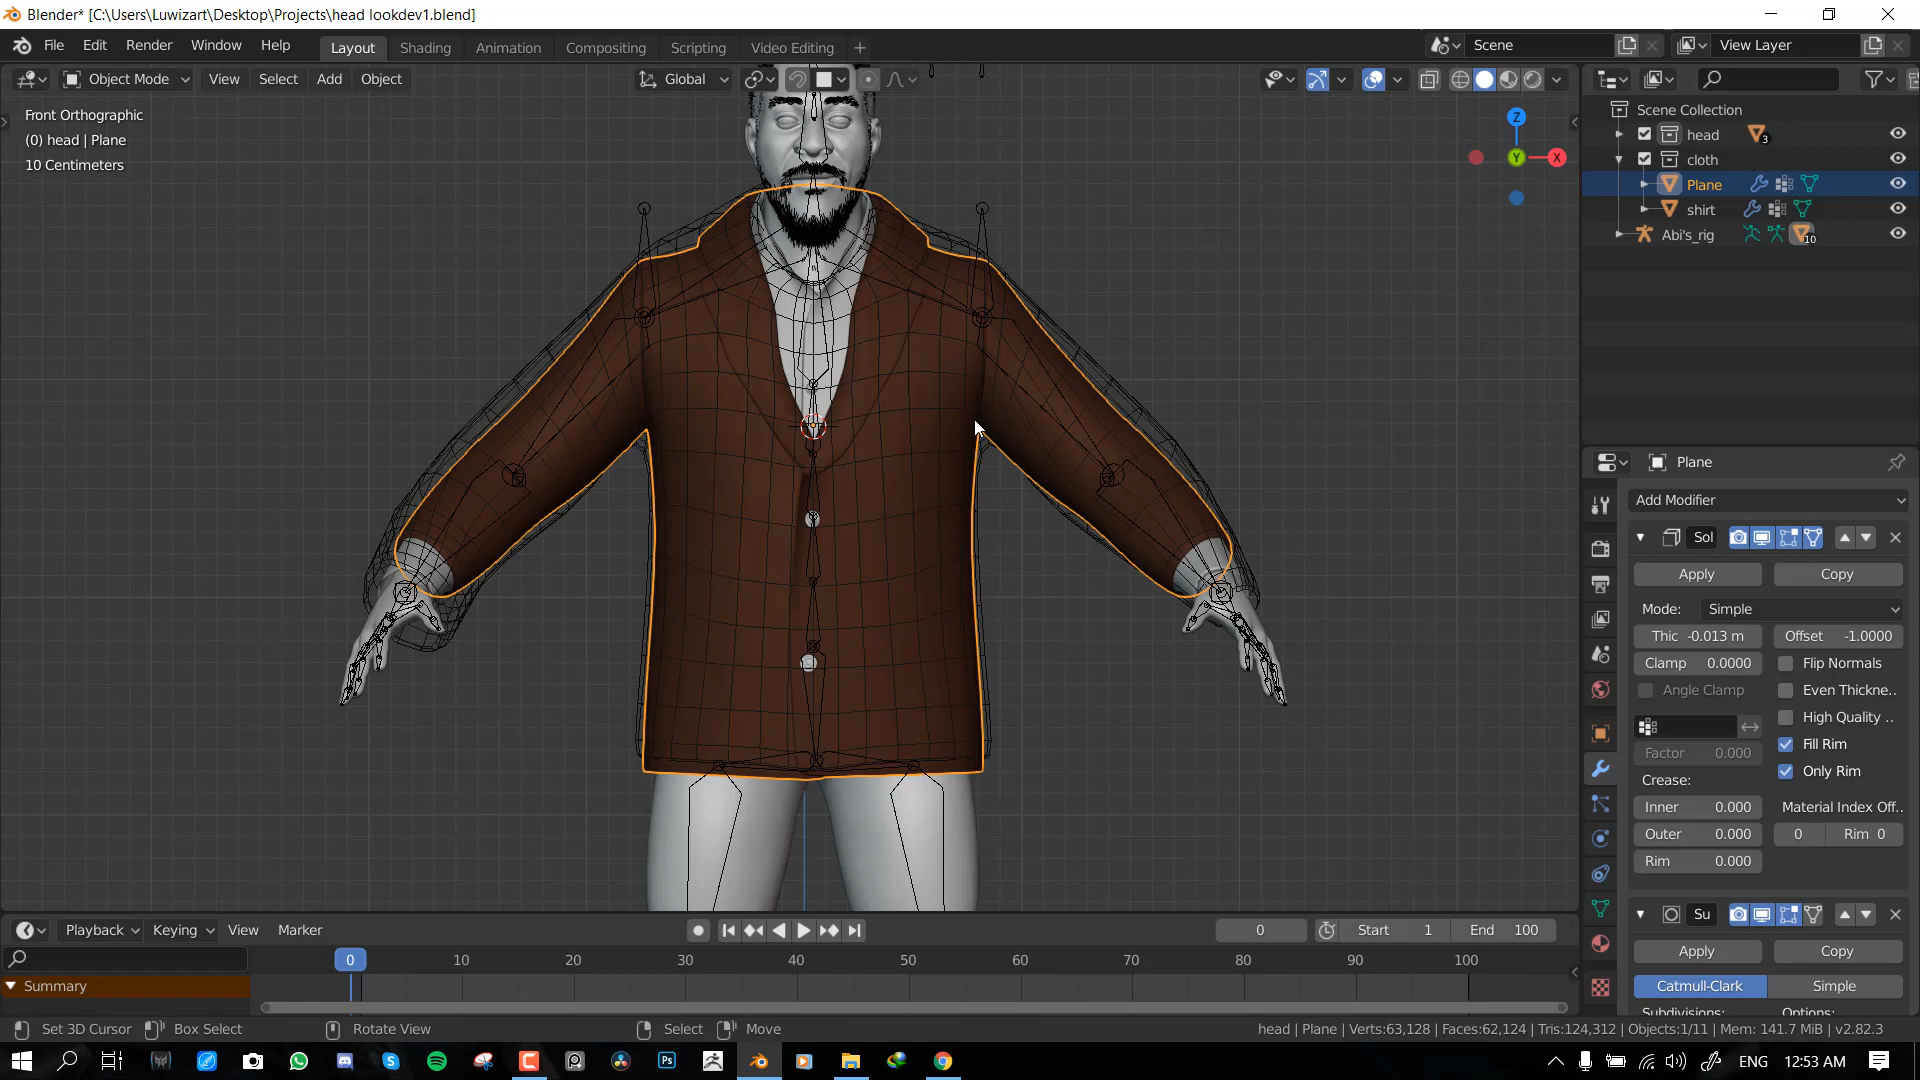 Blender* [C:\Users\Luwizart\Desktop\Projects\head lookdev1.blend]
File Edit Render Window Help Layout Shading Animation Compositing Scripting Video Editing Scene View Layer
Object Mode View Select Add Object Global
Front Orthographic
(0) head | Plane
10 Centimeters
Z
Y
X
Scene Collection
head 3
cloth
Plane
shirt
Abi's_rig 10
Plane
Add Modifier
Sol
Apply Copy
Mode: Simple
Thic -0.013 m Offset -1.0000
Clamp 0.0000 Flip Normals
Angle Clamp Even Thickne..
High Quality ..
Fill Rim
Factor 0.000
Only Rim
Crease:
Inner 0.000 Material Index Off..
Outer 0.000 0 Rim 0
Rim 0.000
Su
Apply Copy
Catmull-Clark Simple
Subdivisions: Options:
Playback Keying View Marker 0 Start 1 End 100
0 10 20 30 40 50 60 70 80 90 100
Summary
Set 3D Cursor Box Select Rotate View Select Move head | Plane | Verts:63,128 | Faces:62,124 | Tris:124,312 | Objects:1/11 | Mem: 141.7 MiB | v2.82.3
Ps ENG 12:53 AM